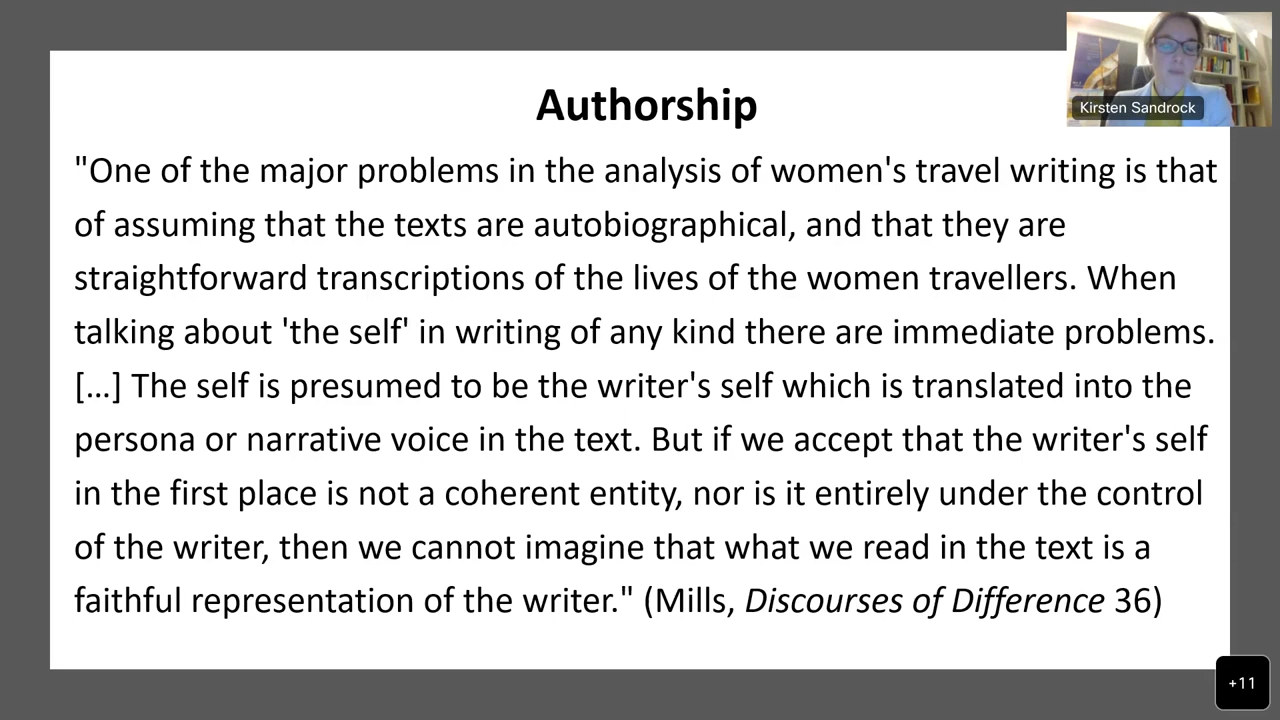 Authorship
Kirsten Sandrock
"One of the major problems in the analysis of women's travel writing is that
of assuming that the texts are autobiographical, and that they are
straightforward transcriptions of the lives of the women travellers. When
talking about 'the self' in writing of any kind there are immediate problems.
[...] The self is presumed to be the writer's self which is translated into the
persona or narrative voice in the text. But if we accept that the writer's self
in the first place is not a coherent entity, nor is it entirely under the control
of the writer, then we cannot imagine that what we read in the text is a
faithful representation of the writer." (Mills, Discourses of Difference 36)
+11